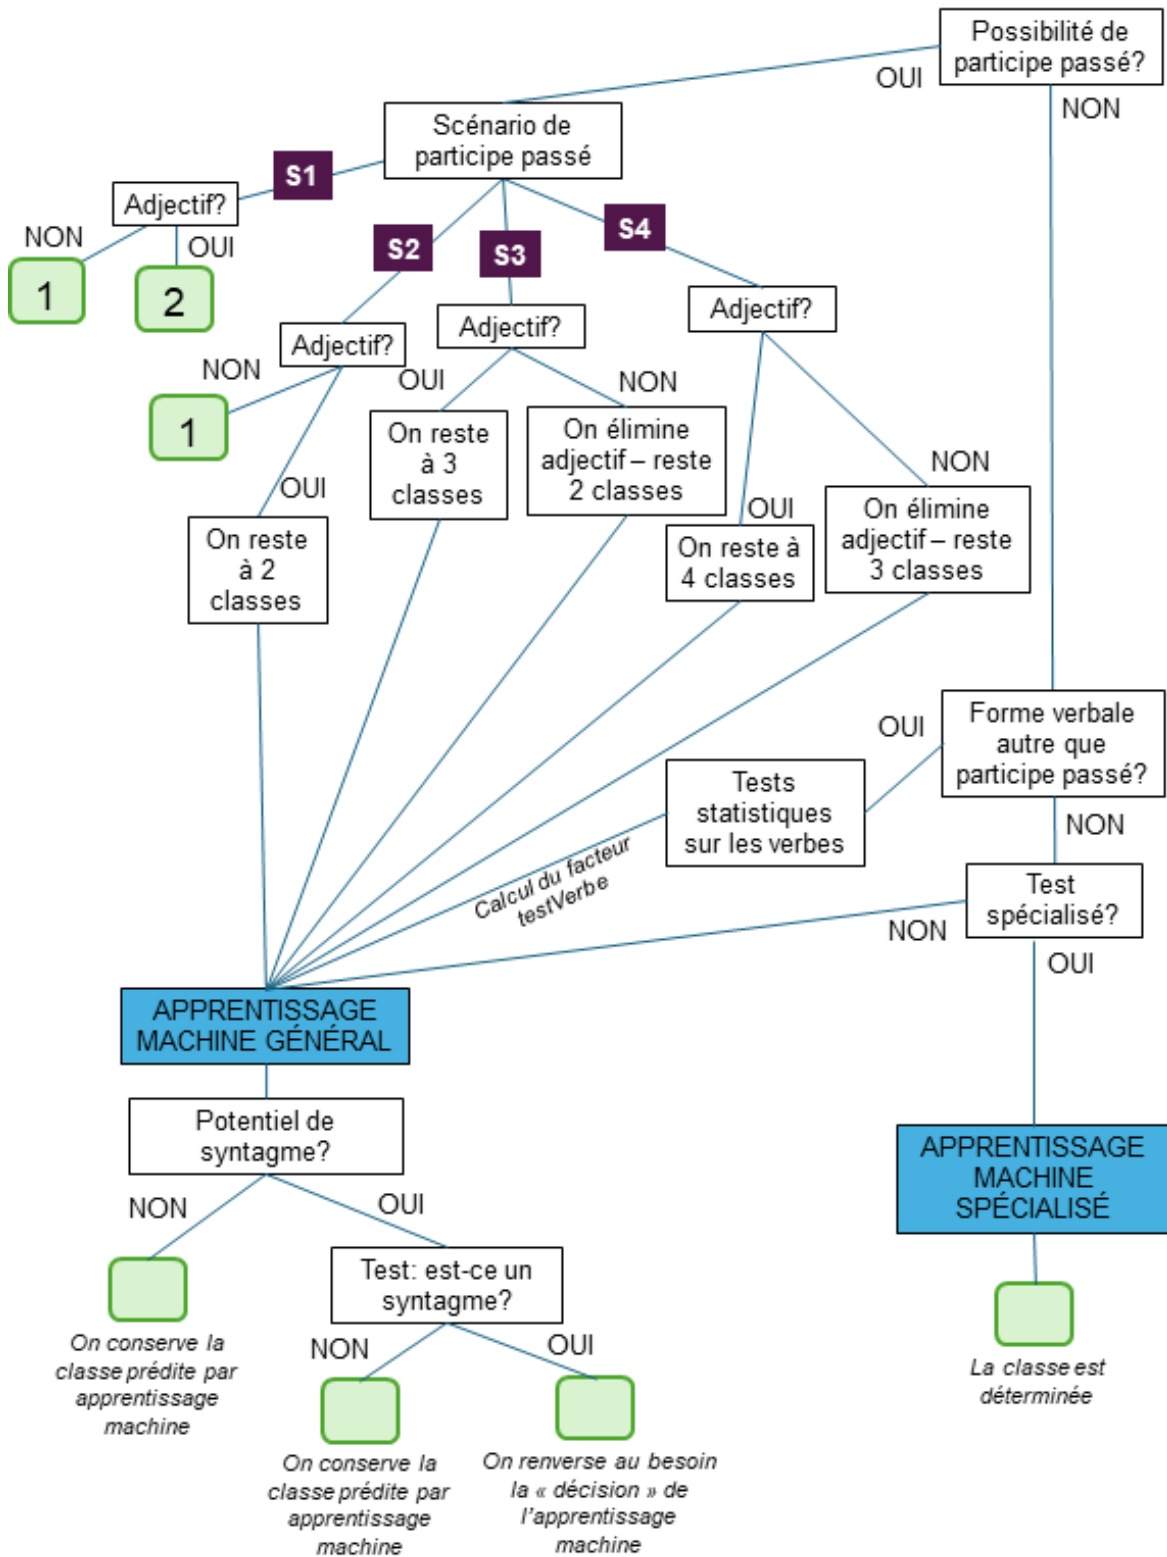 Possibilité de
participe passé?
OUI
NON
Scénario de
participe passé
S1
Adjectif?
NON
OUI
1
2
S2
S3
S4
Adjectif?
Adjectif?
Adjectif?
NON
OUI
NON
1
On reste
à 3
classes
On élimine
adjectif – reste
2 classes
NON
OUI
OUI
On reste
à 2
classes
On reste à
4 classes
On élimine
adjectif – reste
3 classes
Forme verbale
autre que
participe passé?
OUI
NON
Tests
statistiques
sur les verbes
Calcul du facteur
testVerbe
Test
spécialisé?
NON
OUI
APPRENTISSAGE
MACHINE GÉNÉRAL
Potentiel de
syntagme?
NON
OUI
APPRENTISSAGE
MACHINE
SPÉCIALISÉ
Test: est-ce un
syntagme?
On conserve la
classe prédite par
apprentissage
machine
NON
OUI
La classe est
déterminée
On conserve la
classe prédite par
apprentissage
machine
On renverse au besoin
la « décision » de
l'apprentissage
machine